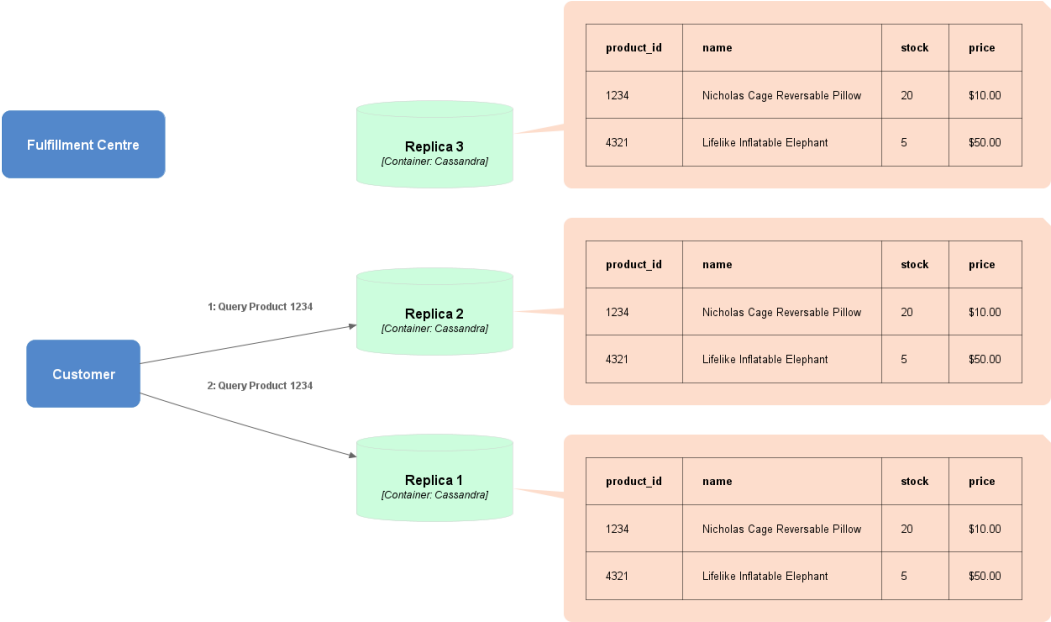 product_id name stock price
1234 Nicholas Cage Reversable Pillow 20 $10.00
4321 Lifelike Inflatable Elephant 5 $50.00
Fulfillment Centre
Replica 3
[Container: Cassandra]
product_id name stock price
1234 Nicholas Cage Reversable Pillow 20 $10.00
4321 Lifelike Inflatable Elephant 5 $50.00
1: Query Product 1234
Replica 2
[Container: Cassandra]
Customer
2: Query Product 1234
Replica 1
[Container: Cassandra]
product_id name stock price
1234 Nicholas Cage Reversable Pillow 20 $10.00
4321 Lifelike Inflatable Elephant 5 $50.00